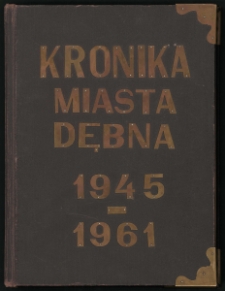 KRONIKA
MIASTA
DĘBNA
1945
–
1961